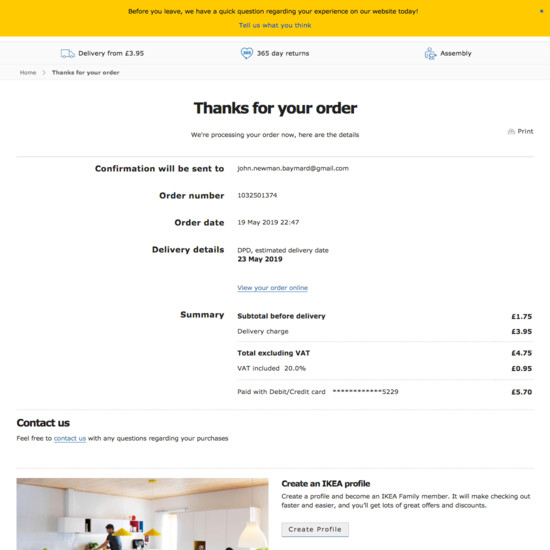 Before you leave, we have a quick question regarding your experience on our website today!
Tell us what you think
Delivery from £3.95
365 day returns
Assembly
Home > Thanks for your order
Thanks for your order
We're processing your order now, here are the details
Print
Confirmation will be sent to john.newman.baymard@gmail.com
Order number 1032501374
Order date 19 May 2019 22:47
Delivery details DPD, estimated delivery date
23 May 2019
View your order online
Summary Subtotal before delivery £1.75
Delivery charge £3.95
Total excluding VAT £4.75
VAT included 20.0% £0.95
Paid with Debit/Credit card ************5229 £5.70
Contact us
Feel free to contact us with any questions regarding your purchases
Create an IKEA profile
Create a profile and become an IKEA Family member. It will make checking out
faster and easier, and you'll get lots of great offers and discounts.
Create Profile